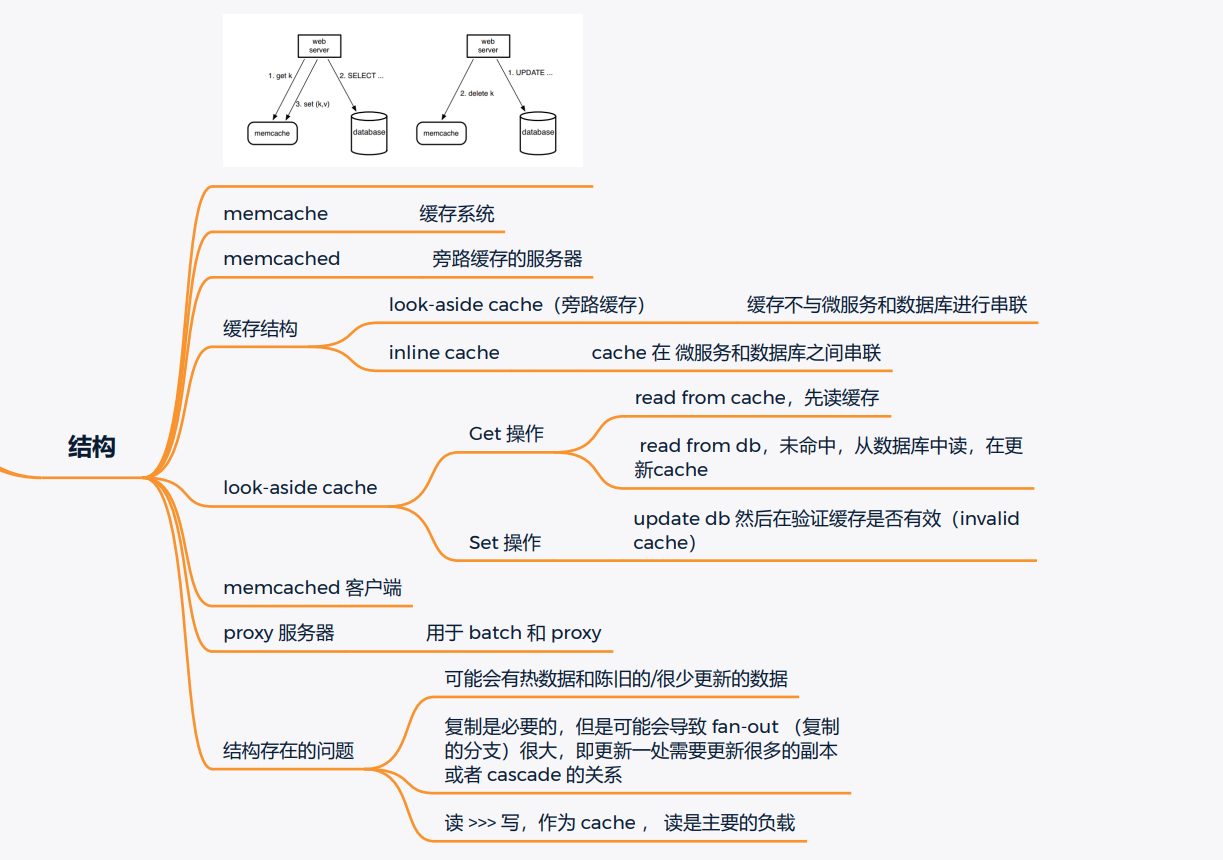 web
server
web
server
1. get k
2. SELECT ...
3. set (k,v)
1. UPDATE ...
2. delete k
memcache
database
memcache
database
memcache 缓存系统
memcached 旁路缓存的服务器
缓存结构
look-aside cache（旁路缓存） 缓存不与微服务和数据库进行串联
inline cache cache 在 微服务和数据库之间串联
结构
look-aside cache
Get 操作
read from cache，先读缓存
read from db，未命中，从数据库中读，在更
新cache
Set 操作
update db 然后在验证缓存是否有效（invalid
cache）
memcached 客户端
proxy 服务器 用于 batch 和 proxy
结构存在的问题
可能会有热数据和陈旧的/很少更新的数据
复制是必要的，但是可能会导致 fan-out （复制
的分支）很大，即更新一处需要更新很多的副本
或者 cascade 的关系
读 >>> 写，作为 cache ， 读是主要的负载